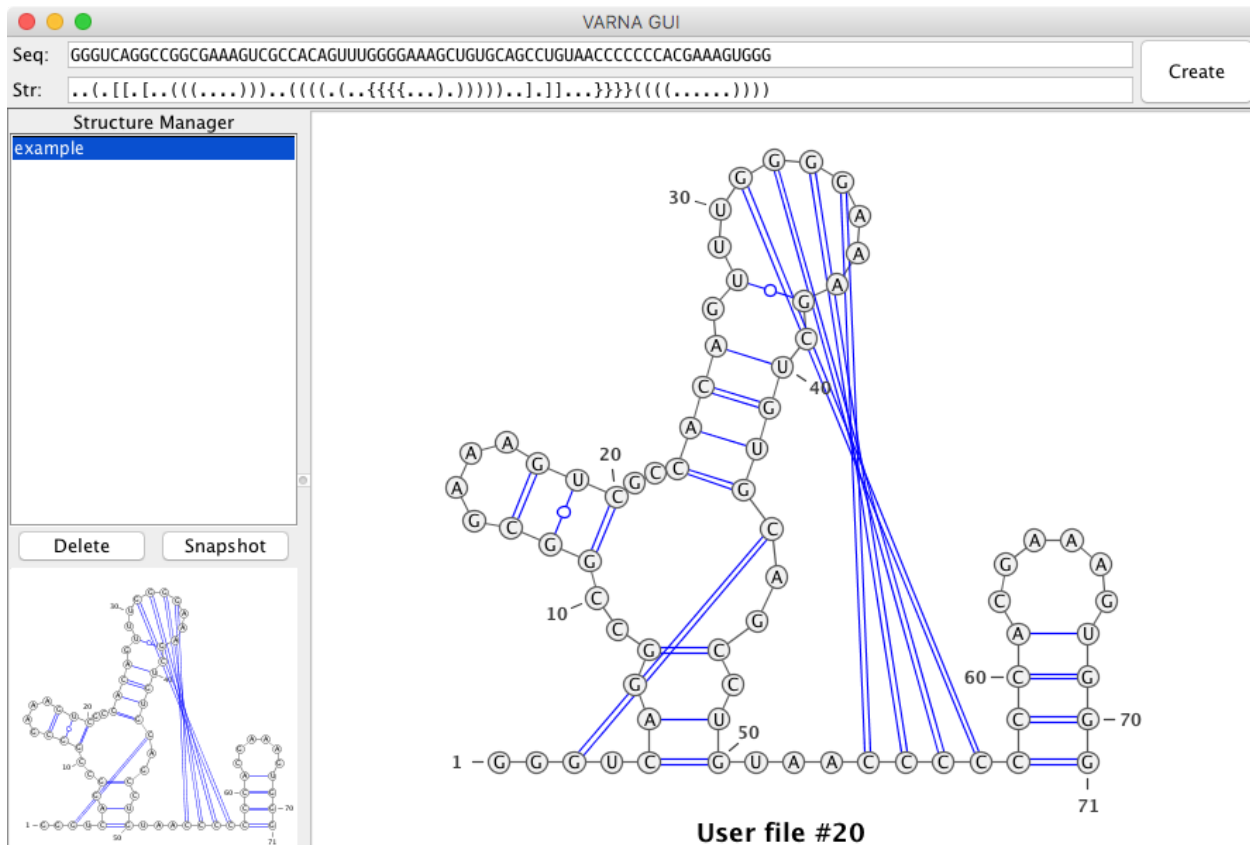 VARNA GUI
Seq: GGGUCAGGCCGGCGAAAGUCGCCACAGUUUGGGGAAAGCUGUGCAGCCUGUAACCCCCCCACGAAAGUGGG
Create
Str: ..(.[[.[..(((....)))..((((.(..{{{{...).)))))..].]]...}}}}((((......))))
Structure Manager
example
Delete
Snapshot
30
40
20
10
60
50
70
1
G G G U C A G G C C G G C G A A A G U C G C C A C A G U U U G G G G A A A G C U G U G C A G C C U G U A A C C C C C C C A C G A A A G U G G G
71
User file #20